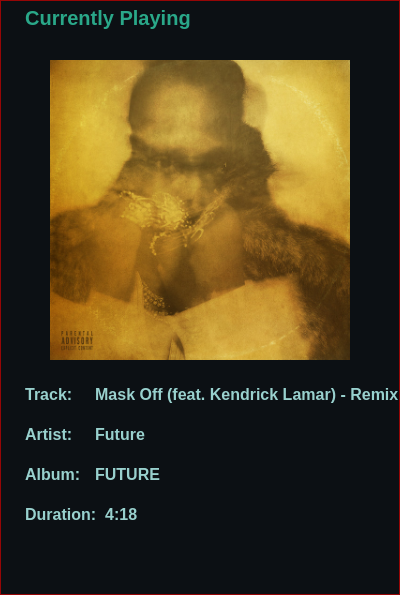 Currently Playing
PARENTAL
ADVISORY
EXPLICIT CONTENT
Track: Mask Off (feat. Kendrick Lamar) - Remix
Artist: Future
Album: FUTURE
Duration: 4:18